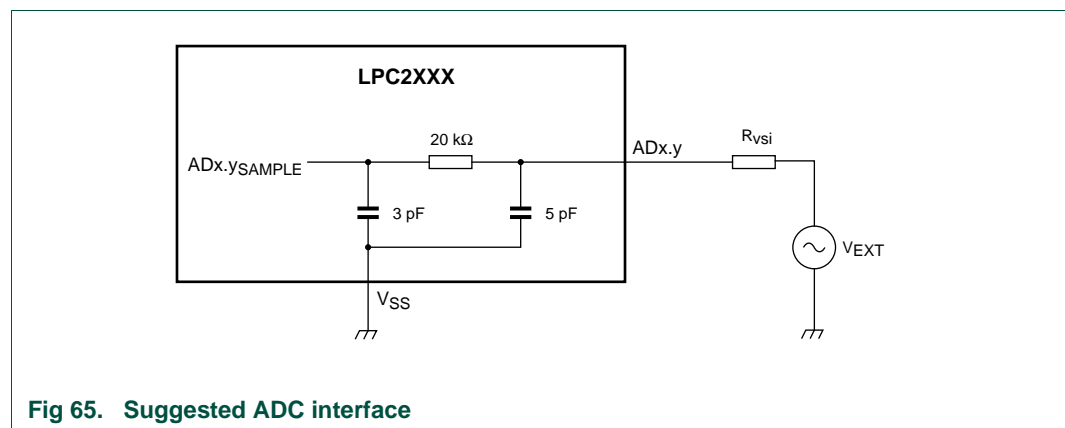 LPC2XXX
20 kΩ
ADx.y
Rvsi
ADx.ySAMPLE
3 pF
5 pF
VEXT
VSS
Fig 65. Suggested ADC interface